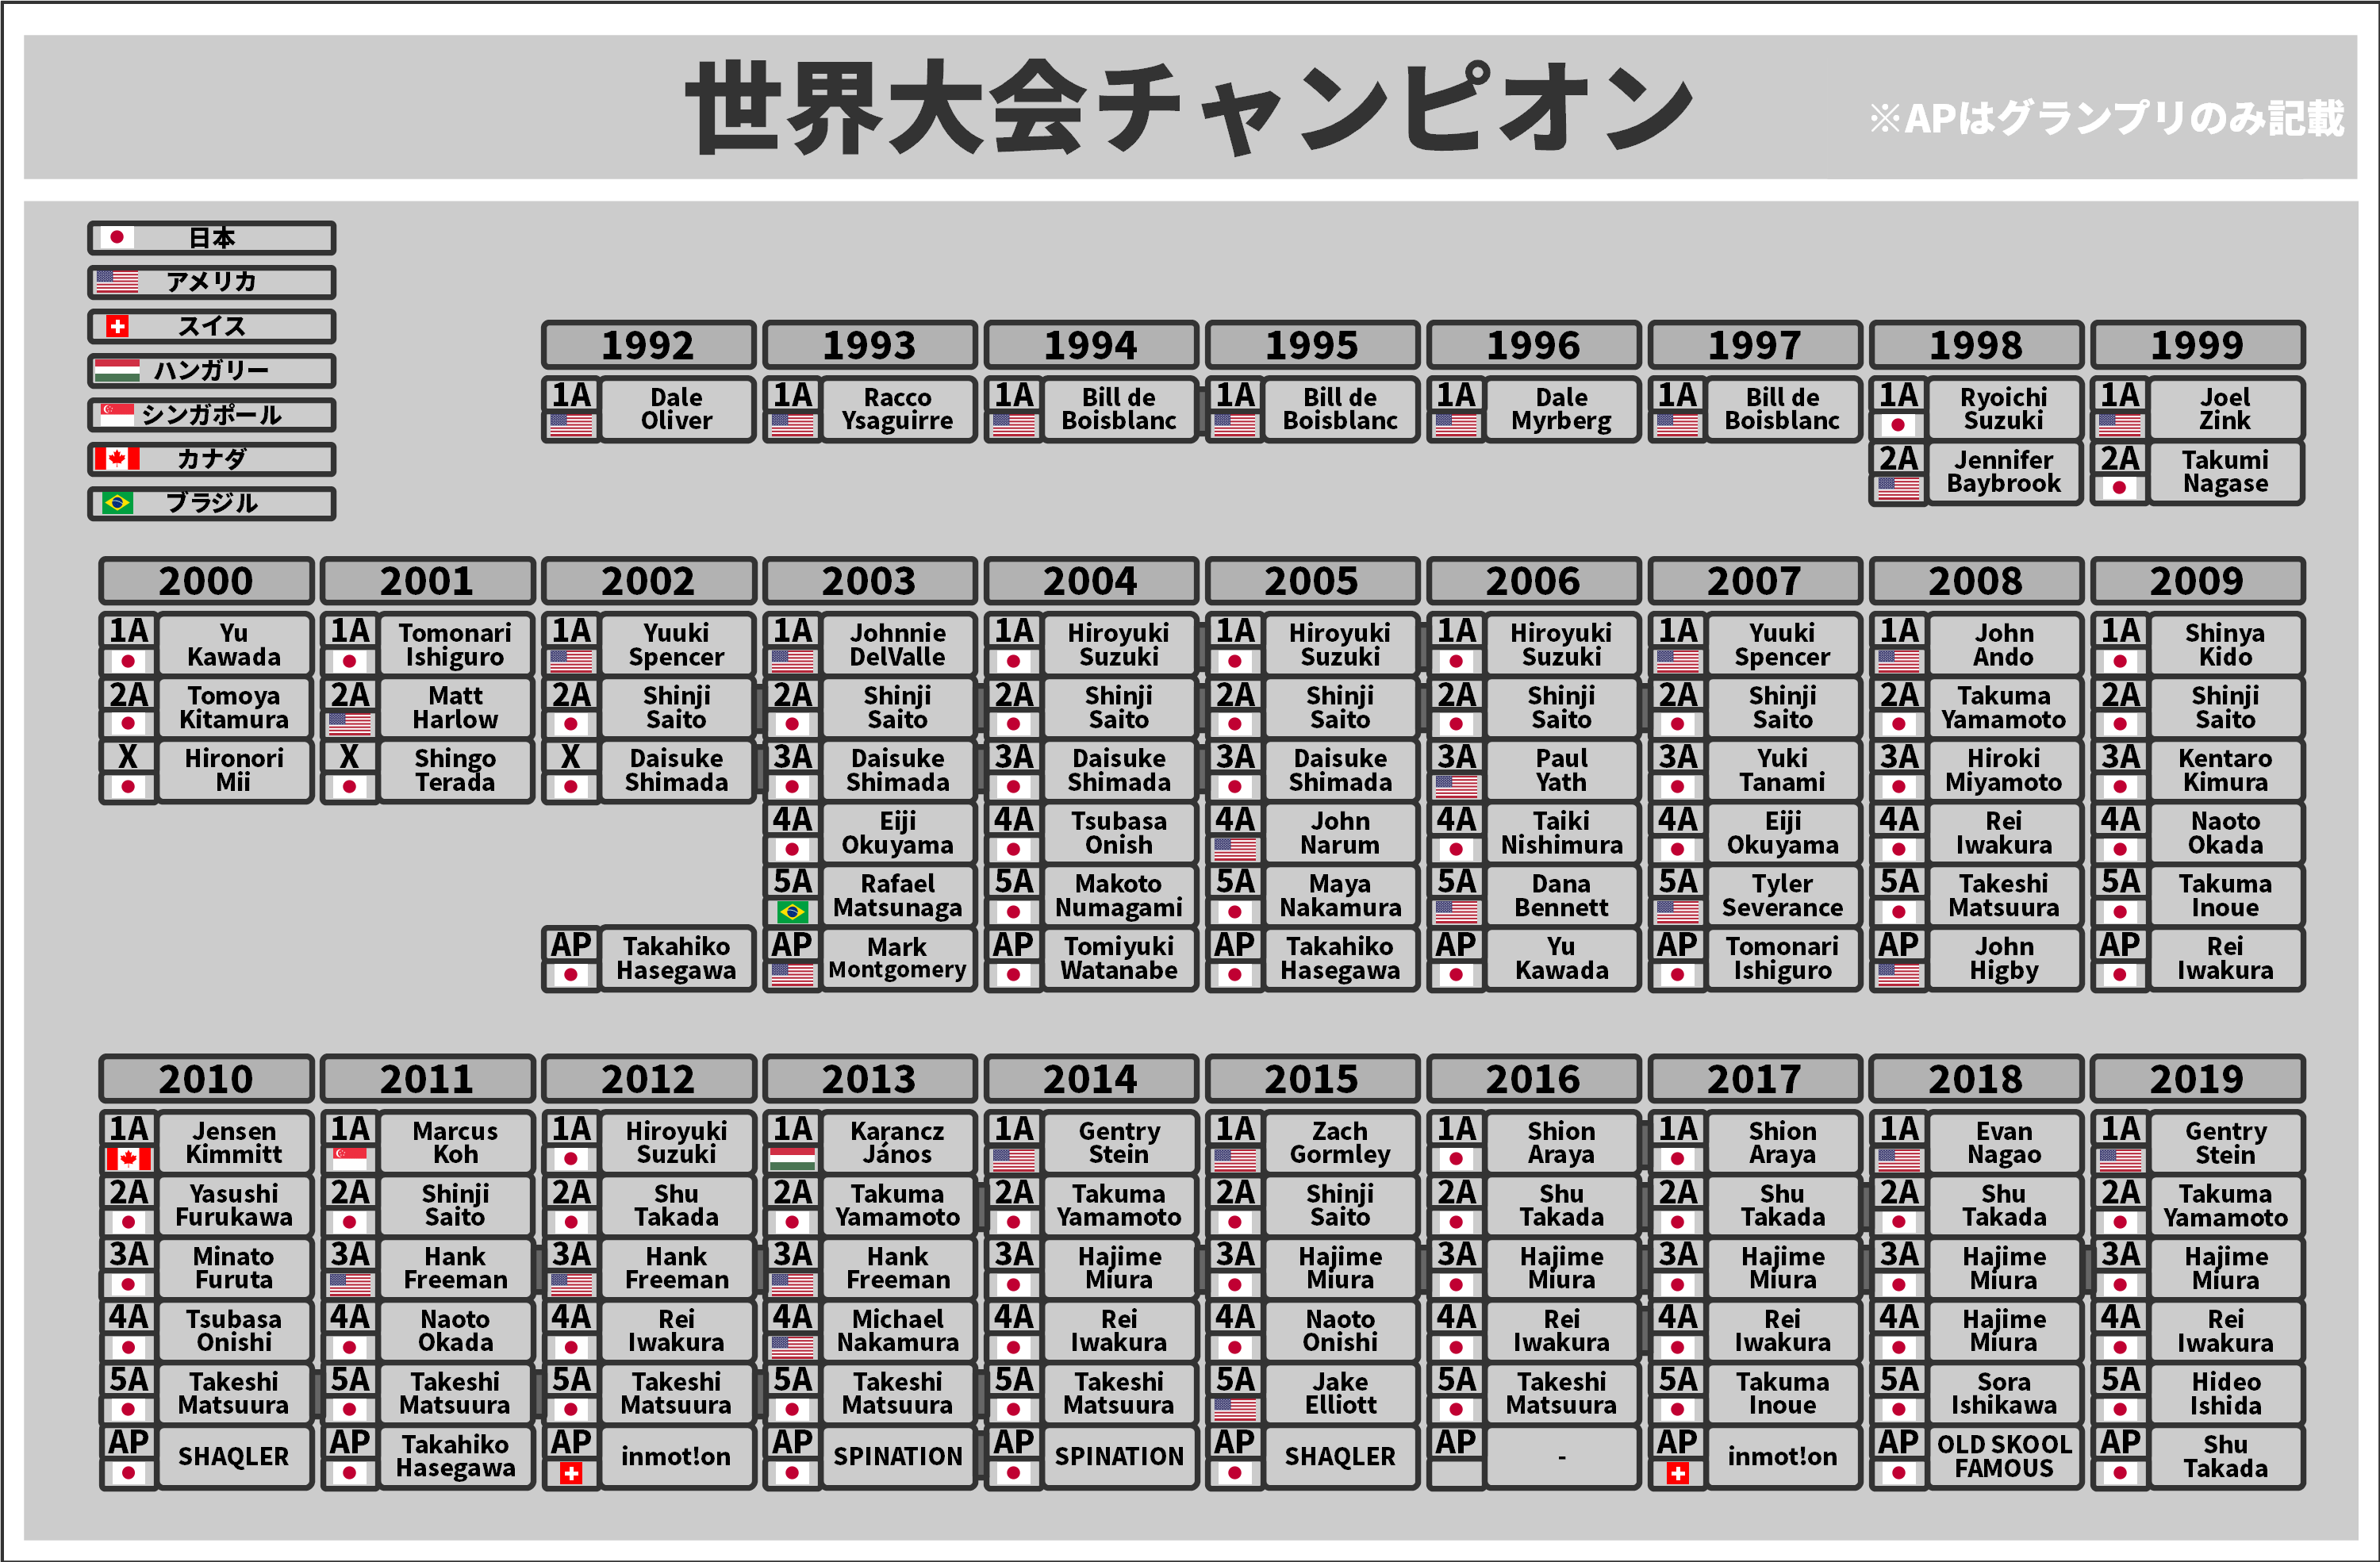 世界大会チャンピオン
※APはグランプリのみ記載
日本
アメリカ
スイス
ハンガリー
シンガポール
カナダ
ブラジル
1992
1A
Dale
Oliver
1993
1A
Racco
Ysaguirre
1994
1A
Bill de
Boisblanc
1995
1A
Bill de
Boisblanc
1996
1A
Dale
Myrberg
1997
1A
Bill de
Boisblanc
1998
1A
Ryoichi
Suzuki
2A
Jennifer
Baybrook
1999
1A
Joel
Zink
2A
Takumi
Nagase
2000
1A
Yu
Kawada
2A
Tomoya
Kitamura
X
Hironori
Mii
2001
1A
Tomonari
Ishiguro
2A
Matt
Harlow
X
Shingo
Terada
2002
1A
Yuuki
Spencer
2A
Shinji
Saito
X
Daisuke
Shimada
AP
Takahiko
Hasegawa
2003
1A
Johnnie
DelValle
2A
Shinji
Saito
3A
Daisuke
Shimada
4A
Eiji
Okuyama
5A
Rafael
Matsunaga
AP
Mark
Montgomery
2004
1A
Hiroyuki
Suzuki
2A
Shinji
Saito
3A
Daisuke
Shimada
4A
Tsubasa
Onish
5A
Makoto
Numagami
AP
Tomiyuki
Watanabe
2005
1A
Hiroyuki
Suzuki
2A
Shinji
Saito
3A
Daisuke
Shimada
4A
John
Narum
5A
Maya
Nakamura
AP
Takahiko
Hasegawa
2006
1A
Hiroyuki
Suzuki
2A
Shinji
Saito
3A
Paul
Yath
4A
Taiki
Nishimura
5A
Dana
Bennett
AP
Yu
Kawada
2007
1A
Yuuki
Spencer
2A
Shinji
Saito
3A
Yuki
Tanami
4A
Eiji
Okuyama
5A
Tyler
Severance
AP
Tomonari
Ishiguro
2008
1A
John
Ando
2A
Takuma
Yamamoto
3A
Hiroki
Miyamoto
4A
Rei
Iwakura
5A
Takeshi
Matsuura
AP
John
Higby
2009
1A
Shinya
Kido
2A
Shinji
Saito
3A
Kentaro
Kimura
4A
Naoto
Okada
5A
Takuma
Inoue
AP
Rei
Iwakura
2010
1A
Jensen
Kimmitt
2A
Yasushi
Furukawa
3A
Minato
Furuta
4A
Tsubasa
Onishi
5A
Takeshi
Matsuura
AP
SHAQLER
2011
1A
Marcus
Koh
2A
Shinji
Saito
3A
Hank
Freeman
4A
Naoto
Okada
5A
Takeshi
Matsuura
AP
Takahiko
Hasegawa
2012
1A
Hiroyuki
Suzuki
2A
Shu
Takada
3A
Hank
Freeman
4A
Rei
Iwakura
5A
Takeshi
Matsuura
AP
inmot!on
2013
1A
Karancz
János
2A
Takuma
Yamamoto
3A
Hank
Freeman
4A
Michael
Nakamura
5A
Takeshi
Matsuura
AP
SPINATION
2014
1A
Gentry
Stein
2A
Takuma
Yamamoto
3A
Hajime
Miura
4A
Rei
Iwakura
5A
Takeshi
Matsuura
AP
SPINATION
2015
1A
Zach
Gormley
2A
Shinji
Saito
3A
Hajime
Miura
4A
Naoto
Onishi
5A
Jake
Elliott
AP
SHAQLER
2016
1A
Shion
Araya
2A
Shu
Takada
3A
Hajime
Miura
4A
Rei
Iwakura
5A
Takeshi
Matsuura
AP
-
2017
1A
Shion
Araya
2A
Shu
Takada
3A
Hajime
Miura
4A
Rei
Iwakura
5A
Takuma
Inoue
AP
inmot!on
2018
1A
Evan
Nagao
2A
Shu
Takada
3A
Hajime
Miura
4A
Hajime
Miura
5A
Sora
Ishikawa
AP
OLD SKOOL
FAMOUS
2019
1A
Gentry
Stein
2A
Takuma
Yamamoto
3A
Hajime
Miura
4A
Rei
Iwakura
5A
Hideo
Ishida
AP
Shu
Takada